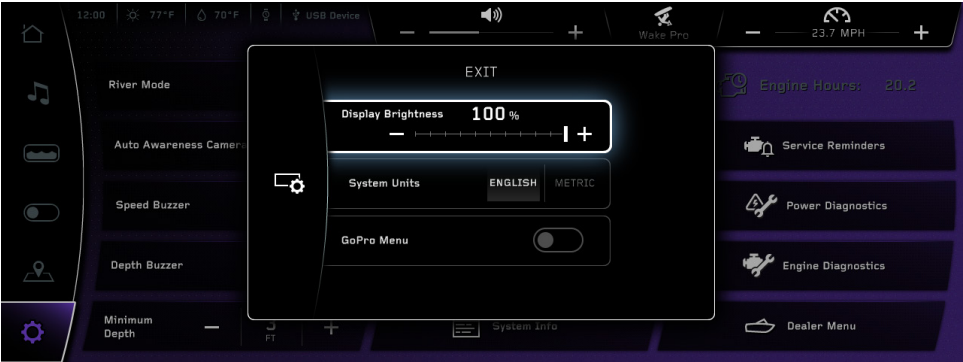 12:00 77°F 70°F USB Device
Wake Pro
23.7 MPH
EXIT
River Mode
Engine Hours: 20.2
Display Brightness 100 %
Auto Awareness Camera
Service Reminders
System Units ENGLISH METRIC
Speed Buzzer
Power Diagnostics
GoPro Menu
Depth Buzzer
Engine Diagnostics
Minimum
Depth
3
FT
System Info
Dealer Menu